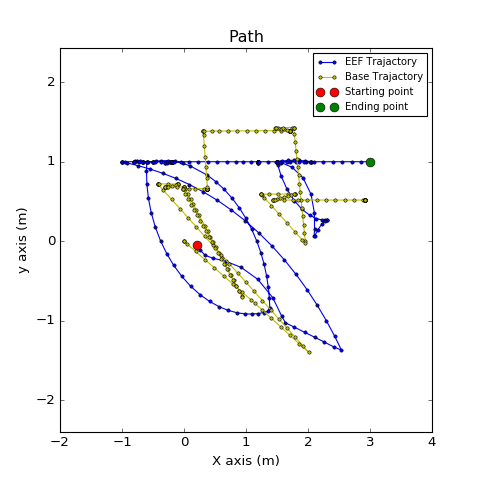 Path
EEF Trajactory
Base Trajactory
Starting point
Ending point
y axis (m)
2
1
0
−1
−2
−2
−1
0
1
2
3
4
X axis (m)